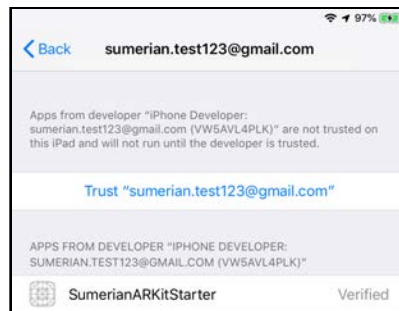 97%
Back sumerian.test123@gmail.com
Apps from developer "iPhone Developer:
sumerian.test123@gmail.com (VW5AVL4PLK)" are not trusted on
this iPad and will not run until the developer is trusted.
Trust "sumerian.test123@gmail.com"
APPS FROM DEVELOPER "IPHONE DEVELOPER:
SUMERIAN.TEST123@GMAIL.COM (VW5AVL4PLK)"
SumerianARKitStarter Verified